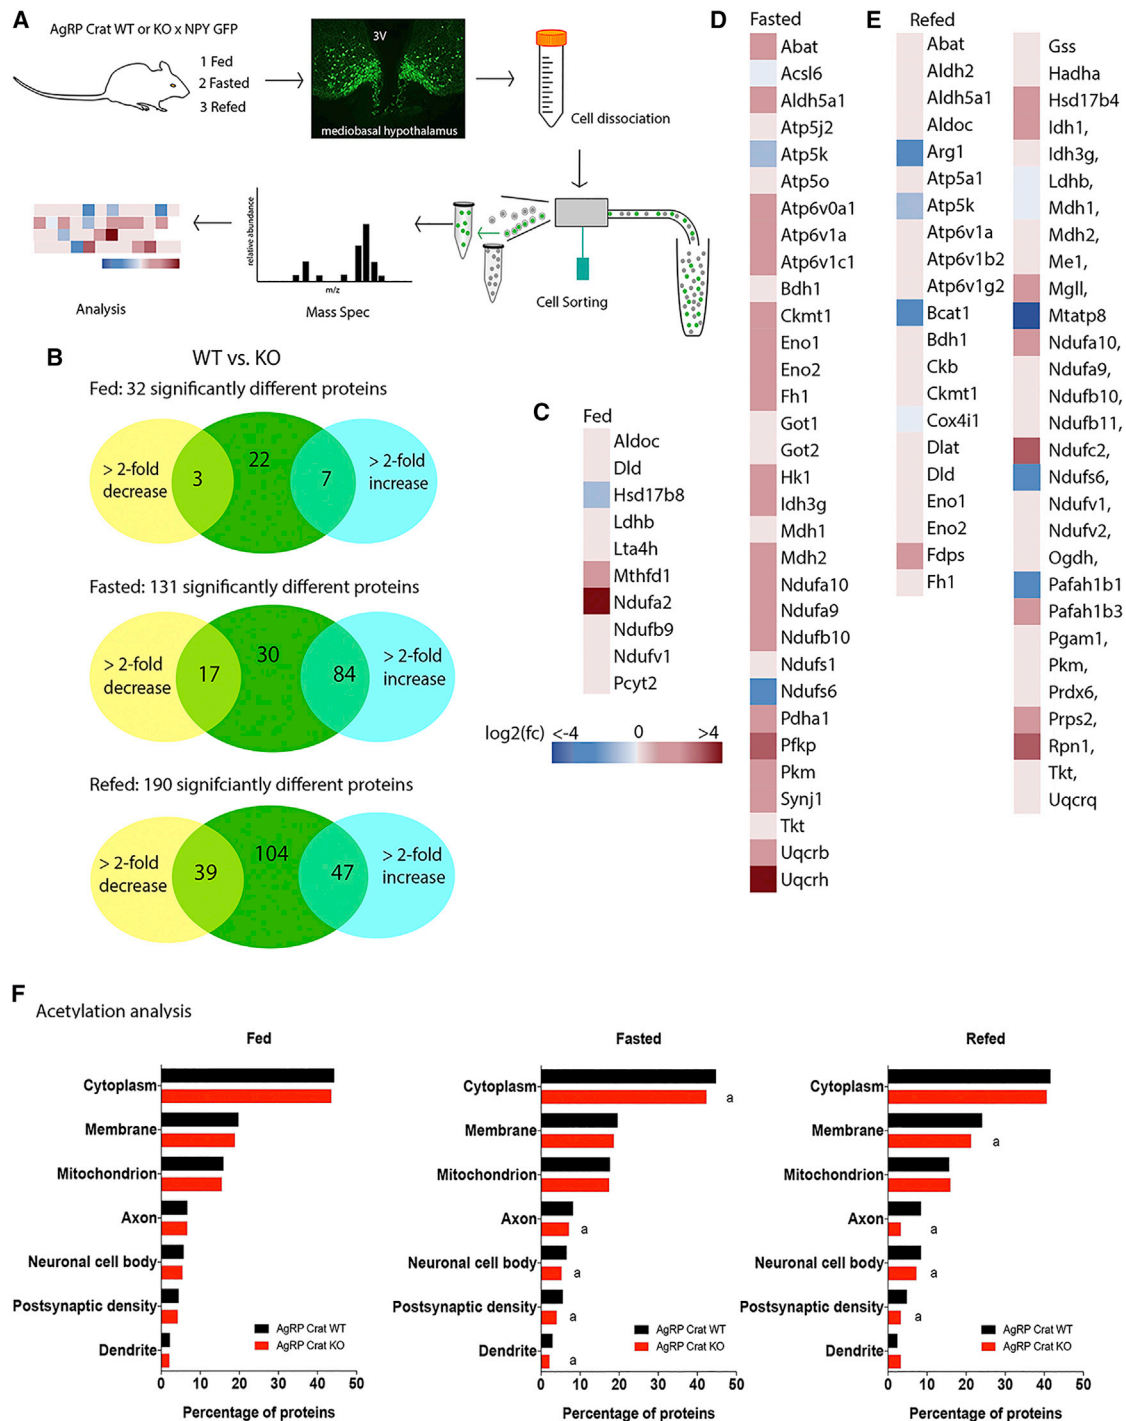 A
AgRP Crat WT or KO x NPY GFP
1 Fed
2 Fasted
3 Refed
3V
mediobasal hypothalamus
Cell dissociation
Cell Sorting
relative abundance
m/z
Mass Spec
Analysis
B
WT vs. KO
Fed: 32 significantly different proteins
> 2-fold
decrease
3
22
7
> 2-fold
increase
Fasted: 131 significantly different proteins
> 2-fold
decrease
17
30
84
> 2-fold
increase
Refed: 190 signifciantly different proteins
> 2-fold
decrease
39
104
47
> 2-fold
increase
C
Fed
Aldoc
Dld
Hsd17b8
Ldhb
Lta4h
Mthfd1
Ndufa2
Ndufb9
Ndufv1
Pcyt2
log2(fc)
<-4
0
>4
D
Fasted
Abat
Acsl6
Aldh5a1
Atp5j2
Atp5k
Atp5o
Atp6v0a1
Atp6v1a
Atp6v1c1
Bdh1
Ckmt1
Eno1
Eno2
Fh1
Got1
Got2
Hk1
Idh3g
Mdh1
Mdh2
Ndufa10
Ndufa9
Ndufb10
Ndufs1
Ndufs6
Pdha1
Pfkp
Pkm
Synj1
Tkt
Uqcrb
Uqcrh
E
Refed
Abat
Aldh2
Aldh5a1
Aldoc
Arg1
Atp5a1
Atp5k
Atp6v1a
Atp6v1b2
Atp6v1g2
Bcat1
Bdh1
Ckb
Ckmt1
Cox4i1
Dlat
Dld
Eno1
Eno2
Fdps
Fh1
Gss
Hadha
Hsd17b4
Idh1,
Idh3g,
Ldhb,
Mdh1,
Mdh2,
Me1,
Mgll,
Mtatp8
Ndufa10,
Ndufa9,
Ndufb10,
Ndufb11,
Ndufc2,
Ndufs6,
Ndufv1,
Ndufv2,
Ogdh,
Pafah1b1
Pafah1b3
Pgam1,
Pkm,
Prdx6,
Prps2,
Rpn1,
Tkt,
Uqcrq
F
Acetylation analysis
Fed
Cytoplasm
Membrane
Mitochondrion
Axon
Neuronal cell body
Postsynaptic density
Dendrite
AgRP Crat WT
AgRP Crat KO
0 10 20 30 40 50
Percentage of proteins
Fasted
Cytoplasm
a
Membrane
Mitochondrion
Axon
a
Neuronal cell body
a
Postsynaptic density
a
Dendrite
a
AgRP Crat WT
AgRP Crat KO
0 10 20 30 40 50
Percentage of proteins
Refed
Cytoplasm
Membrane
a
Mitochondrion
Axon
a
Neuronal cell body
a
Postsynaptic density
a
Dendrite
AgRP Crat WT
AgRP Crat KO
0 10 20 30 40 50
Percentage of proteins